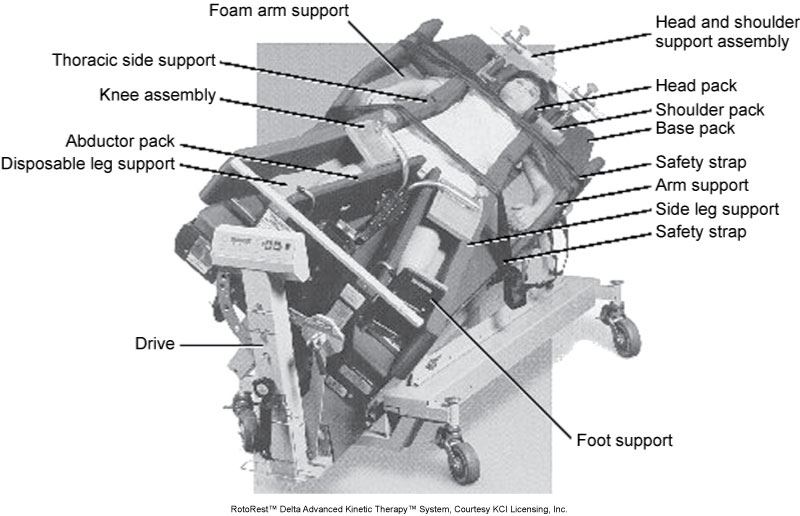 Foam arm support
Head and shoulder
support assembly
Thoracic side support
Knee assembly
Head pack
Shoulder pack
Base pack
Abductor pack
Disposable leg support
Safety strap
Arm support
Side leg support
Safety strap
Drive
Foot support
RotoRest™ Delta Advanced Kinetic Therapy™ System, Courtesy KCI Licensing, Inc.